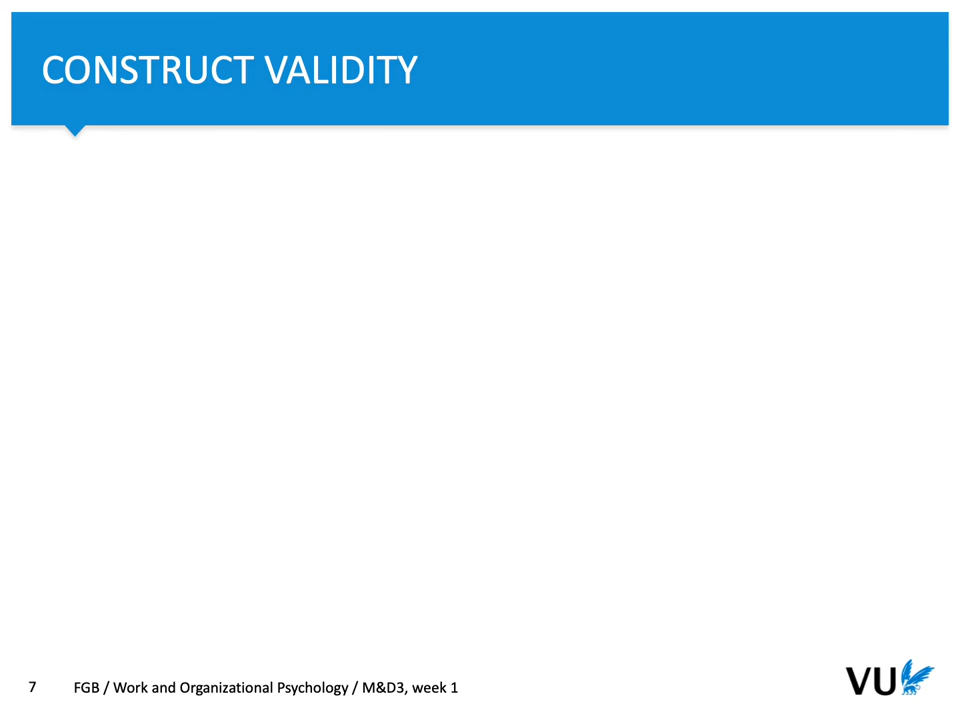 CONSTRUCT VALIDITY
7 FGB / Work and Organizational Psychology / M&D3, week 1
VU